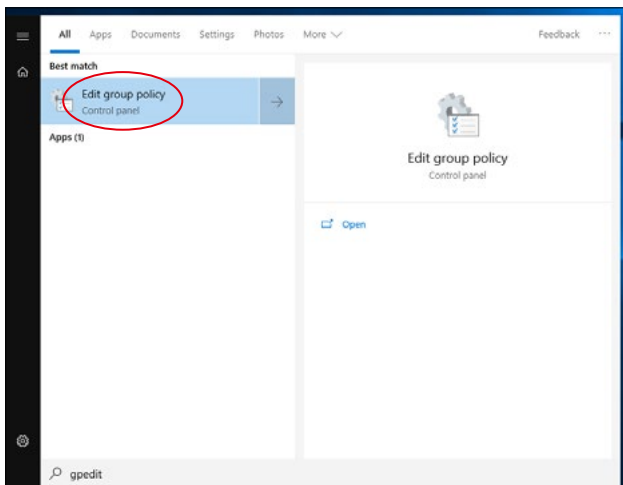 All Apps Documents Settings Photos More Feedback ...
Best match
Edit group policy
Control panel
Apps (1)
Edit group policy
Control panel
Open
gpedit